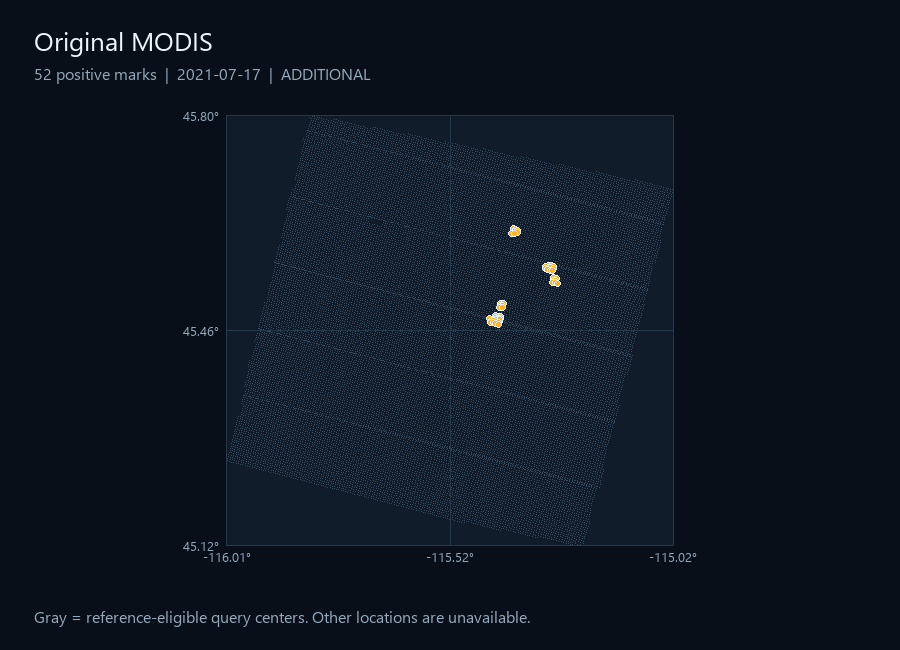 Original MODIS
52 positive marks | 2021-07-17 | ADDITIONAL
45.80°
45.46°
45.12°
-116.01° -115.52° -115.02°
Gray = reference-eligible query centers. Other locations are unavailable.